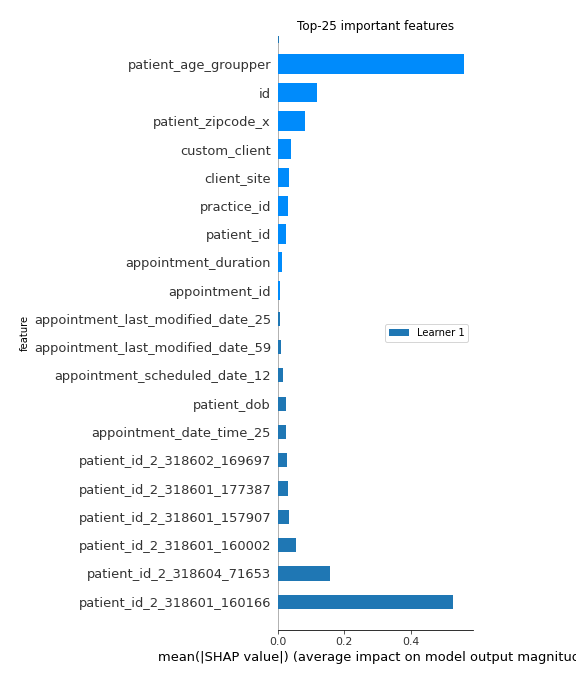 Top-25 important features
patient_age_groupper
id
patient_zipcode_x
custom_client
client_site
practice_id
patient_id
appointment_duration
appointment_id
appointment_last_modified_date_25
appointment_last_modified_date_59
appointment_scheduled_date_12
patient_dob
appointment_date_time_25
patient_id_2_318602_169697
patient_id_2_318601_177387
patient_id_2_318601_157907
patient_id_2_318601_160002
patient_id_2_318604_71653
patient_id_2_318601_160166
feature
Learner 1
0.0 0.2 0.4
mean(|SHAP value|) (average impact on model output magnitud